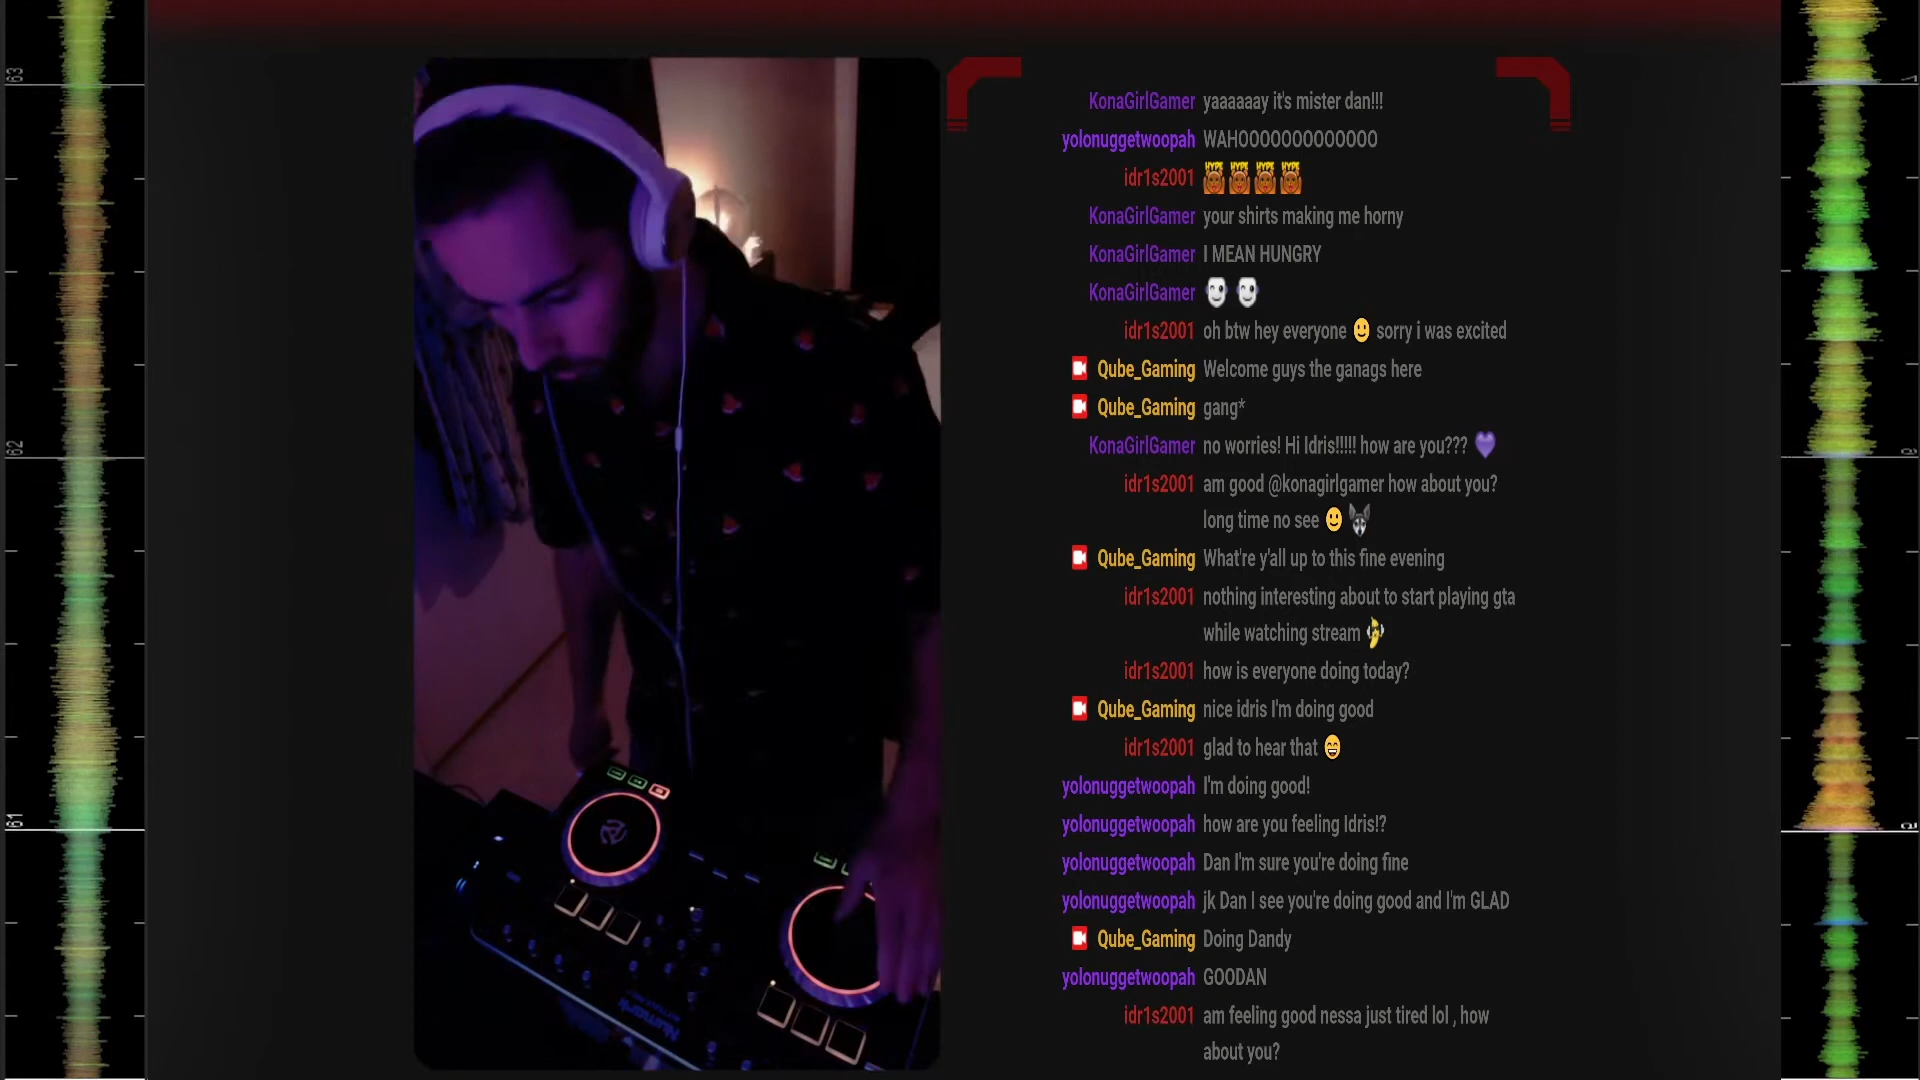 63
62
61
KonaGirlGamer yaaaaaay it's mister dan!!!
yolonuggetwoopah WAHOOOOOOOOOOOOO
idr1s2001
KonaGirlGamer your shirts making me horny
KonaGirlGamer I MEAN HUNGRY
KonaGirlGamer
idr1s2001 oh btw hey everyone 🙂 sorry i was excited
Qube_Gaming Welcome guys the ganags here
Qube_Gaming gang*
KonaGirlGamer no worries! Hi Idris!!!!! how are you??? 💜
idr1s2001 am good @konagirlgamer how about you?
long time no see 🙂
Qube_Gaming What're y'all up to this fine evening
idr1s2001 nothing interesting about to start playing gta
while watching stream
idr1s2001 how is everyone doing today?
Qube_Gaming nice idris I'm doing good
idr1s2001 glad to hear that 😁
yolonuggetwoopah I'm doing good!
yolonuggetwoopah how are you feeling Idris!?
yolonuggetwoopah Dan I'm sure you're doing fine
yolonuggetwoopah jk Dan I see you're doing good and I'm GLAD
Qube_Gaming Doing Dandy
yolonuggetwoopah GOODAN
idr1s2001 am feeling good nessa just tired lol , how
about you?
Numark